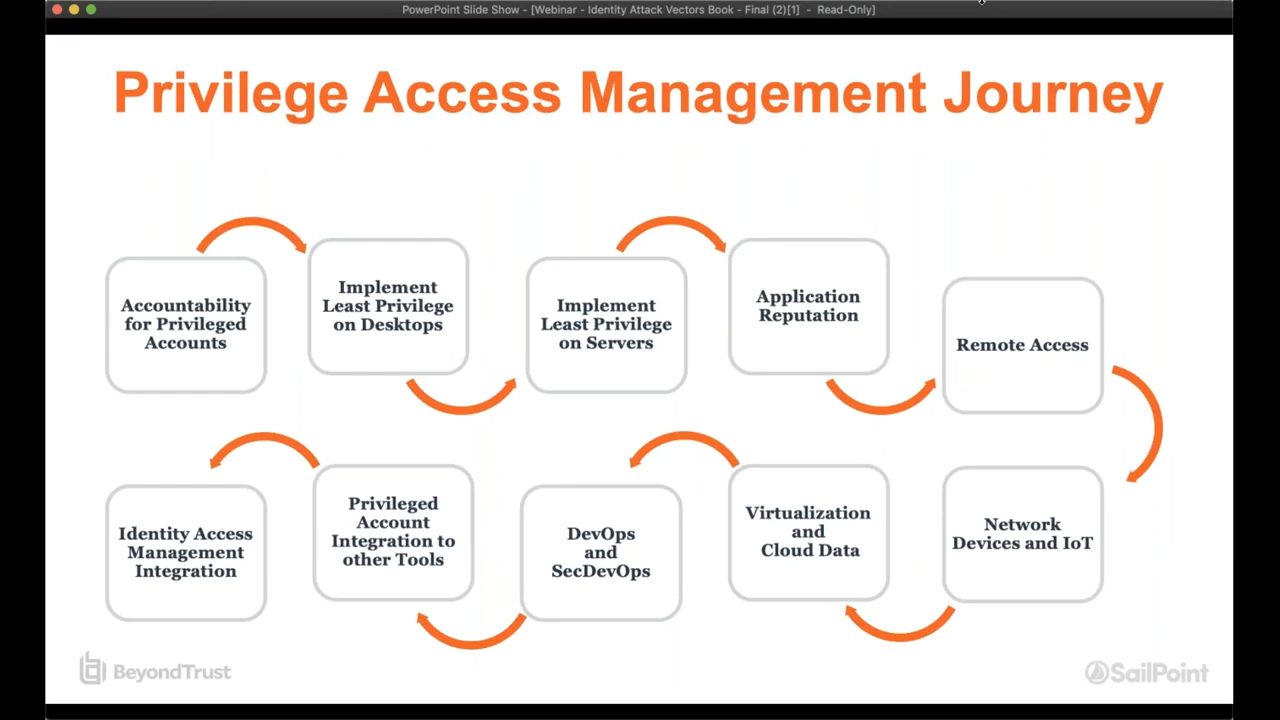 PowerPoint Slide Show - [Webinar - Identity Attack Vectors Book - Final (2)[1] - Read-Only]
Privilege Access Management Journey
Accountability
for Privileged
Accounts
Implement
Least Privilege
on Desktops
Implement
Least Privilege
on Servers
Application
Reputation
Remote Access
Network
Devices and IoT
Virtualization
and
Cloud Data
DevOps
and
SecDevOps
Privileged
Account
Integration to
other Tools
Identity Access
Management
Integration
BeyondTrust
SailPoint